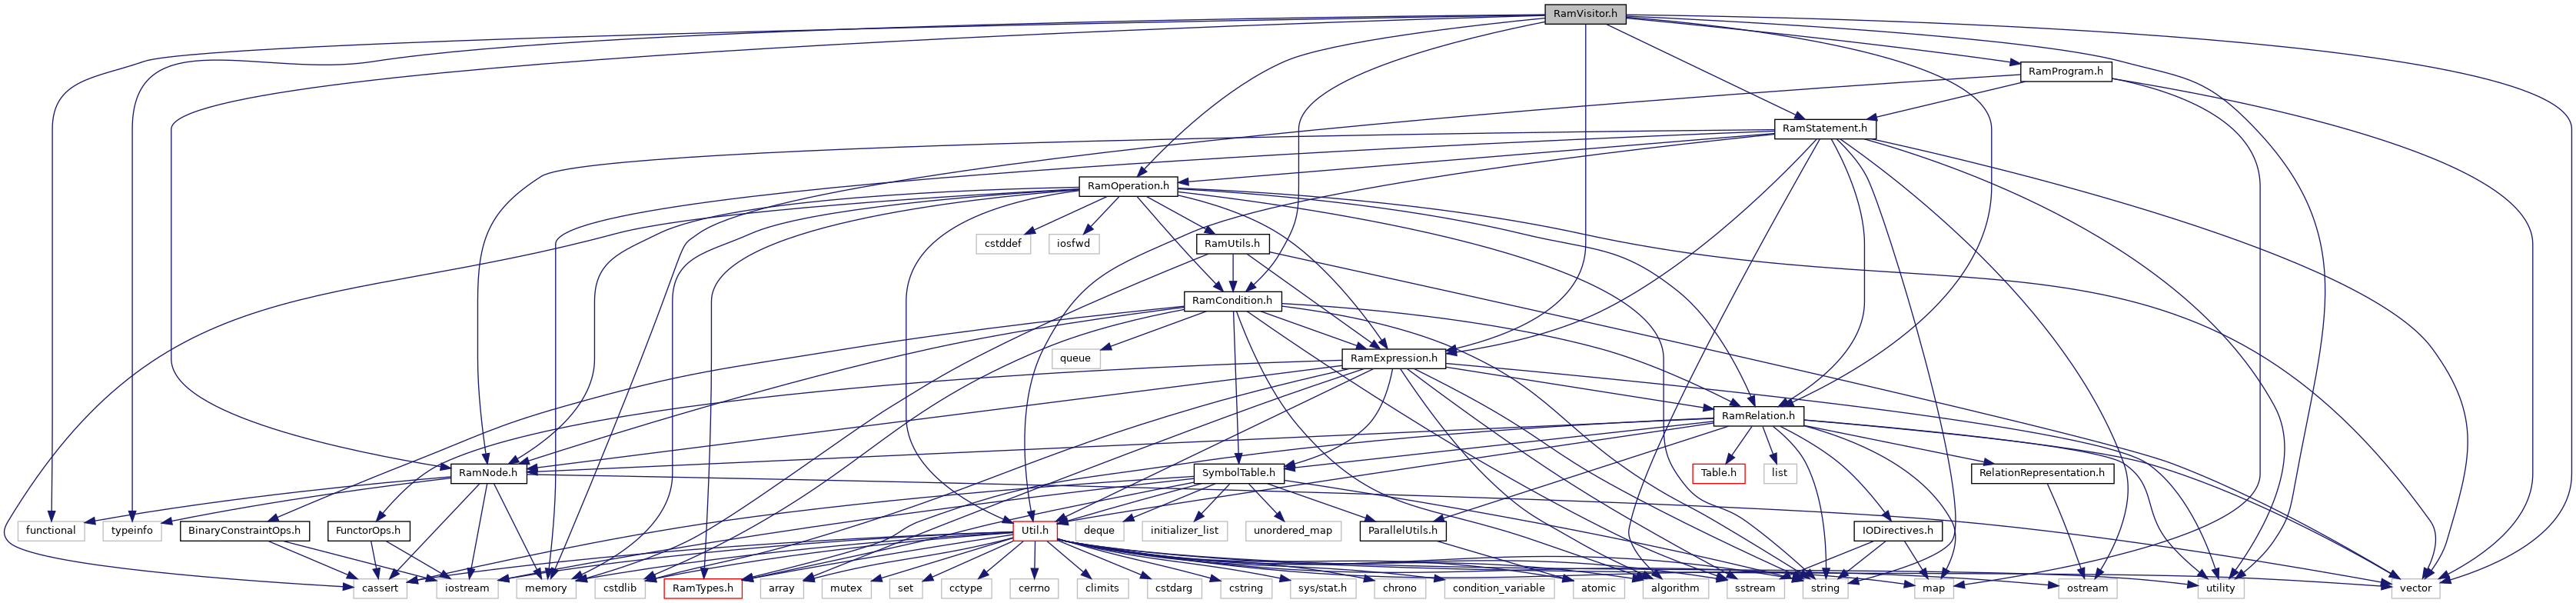 RamVisitor.h
RamProgram.h
RamStatement.h
RamOperation.h
cstddef
iosfwd
RamUtils.h
RamCondition.h
queue
RamExpression.h
RamRelation.h
RamNode.h
SymbolTable.h
Table.h
list
RelationRepresentation.h
functional
typeinfo
BinaryConstraintOps.h
FunctorOps.h
Util.h
deque
initializer_list
unordered_map
ParallelUtils.h
IODirectives.h
cassert
iostream
memory
cstdlib
RamTypes.h
array
mutex
set
cctype
cerrno
climits
cstdarg
cstring
sys/stat.h
chrono
condition_variable
atomic
algorithm
sstream
string
map
ostream
utility
vector